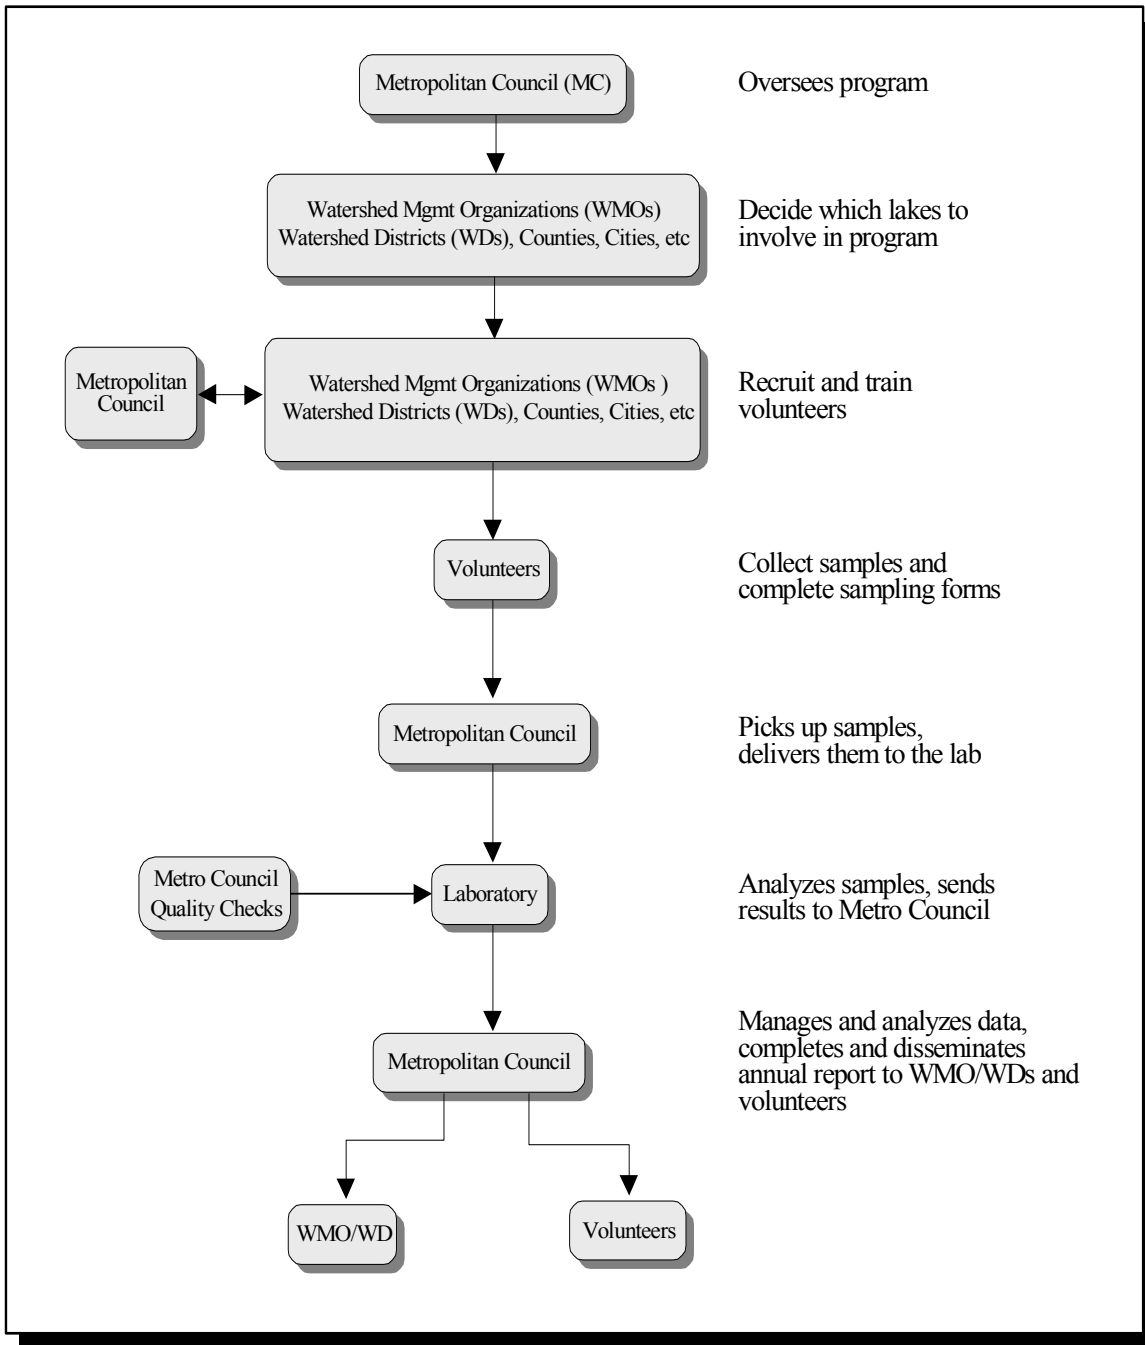 Metropolitan Council (MC)
Oversees program
Watershed Mgmt Organizations (WMOs)
Watershed Districts (WDs), Counties, Cities, etc
Decide which lakes to
involve in program
Metropolitan
Council
Watershed Mgmt Organizations (WMOs )
Watershed Districts (WDs), Counties, Cities, etc
Recruit and train
volunteers
Volunteers
Collect samples and
complete sampling forms
Metropolitan Council
Picks up samples,
delivers them to the lab
Metro Council
Quality Checks
Laboratory
Analyzes samples, sends
results to Metro Council
Metropolitan Council
Manages and analyzes data,
completes and disseminates
annual report to WMO/WDs and
volunteers
WMO/WD
Volunteers